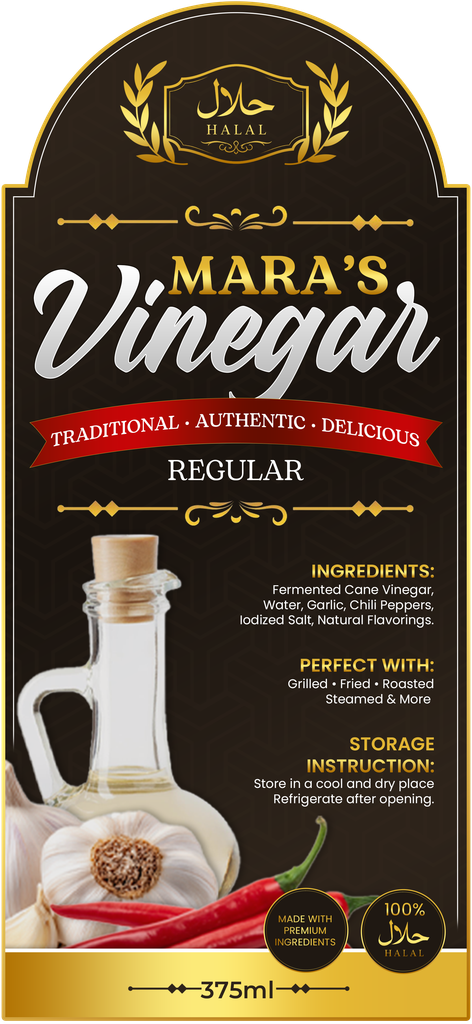 حلال
HALAL
MARA'S
Vinegar
TRADITIONAL • AUTHENTIC • DELICIOUS
REGULAR
INGREDIENTS:
Fermented Cane Vinegar,
Water, Garlic, Chili Peppers,
Iodized Salt, Natural Flavorings.
PERFECT WITH:
Grilled • Fried • Roasted
Steamed & More
STORAGE
INSTRUCTION:
Store in a cool and dry place
Refrigerate after opening.
MADE WITH
PREMIUM
INGREDIENTS
100%
حلال
HALAL
375ml